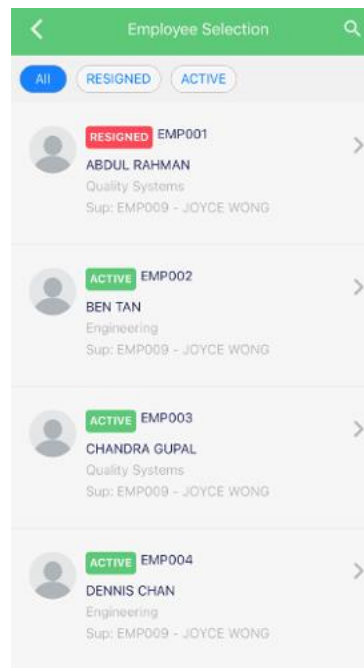 Employee Selection
All RESIGNED ACTIVE
RESIGNED EMP001
ABDUL RAHMAN
Quality Systems
Sup: EMP009 - JOYCE WONG
ACTIVE EMP002
BEN TAN
Engineering
Sup: EMP009 - JOYCE WONG
ACTIVE EMP003
CHANDRA GUPAL
Quality Systems
Sup: EMP009 - JOYCE WONG
ACTIVE EMP004
DENNIS CHAN
Engineering
Sup: EMP009 - JOYCE WONG